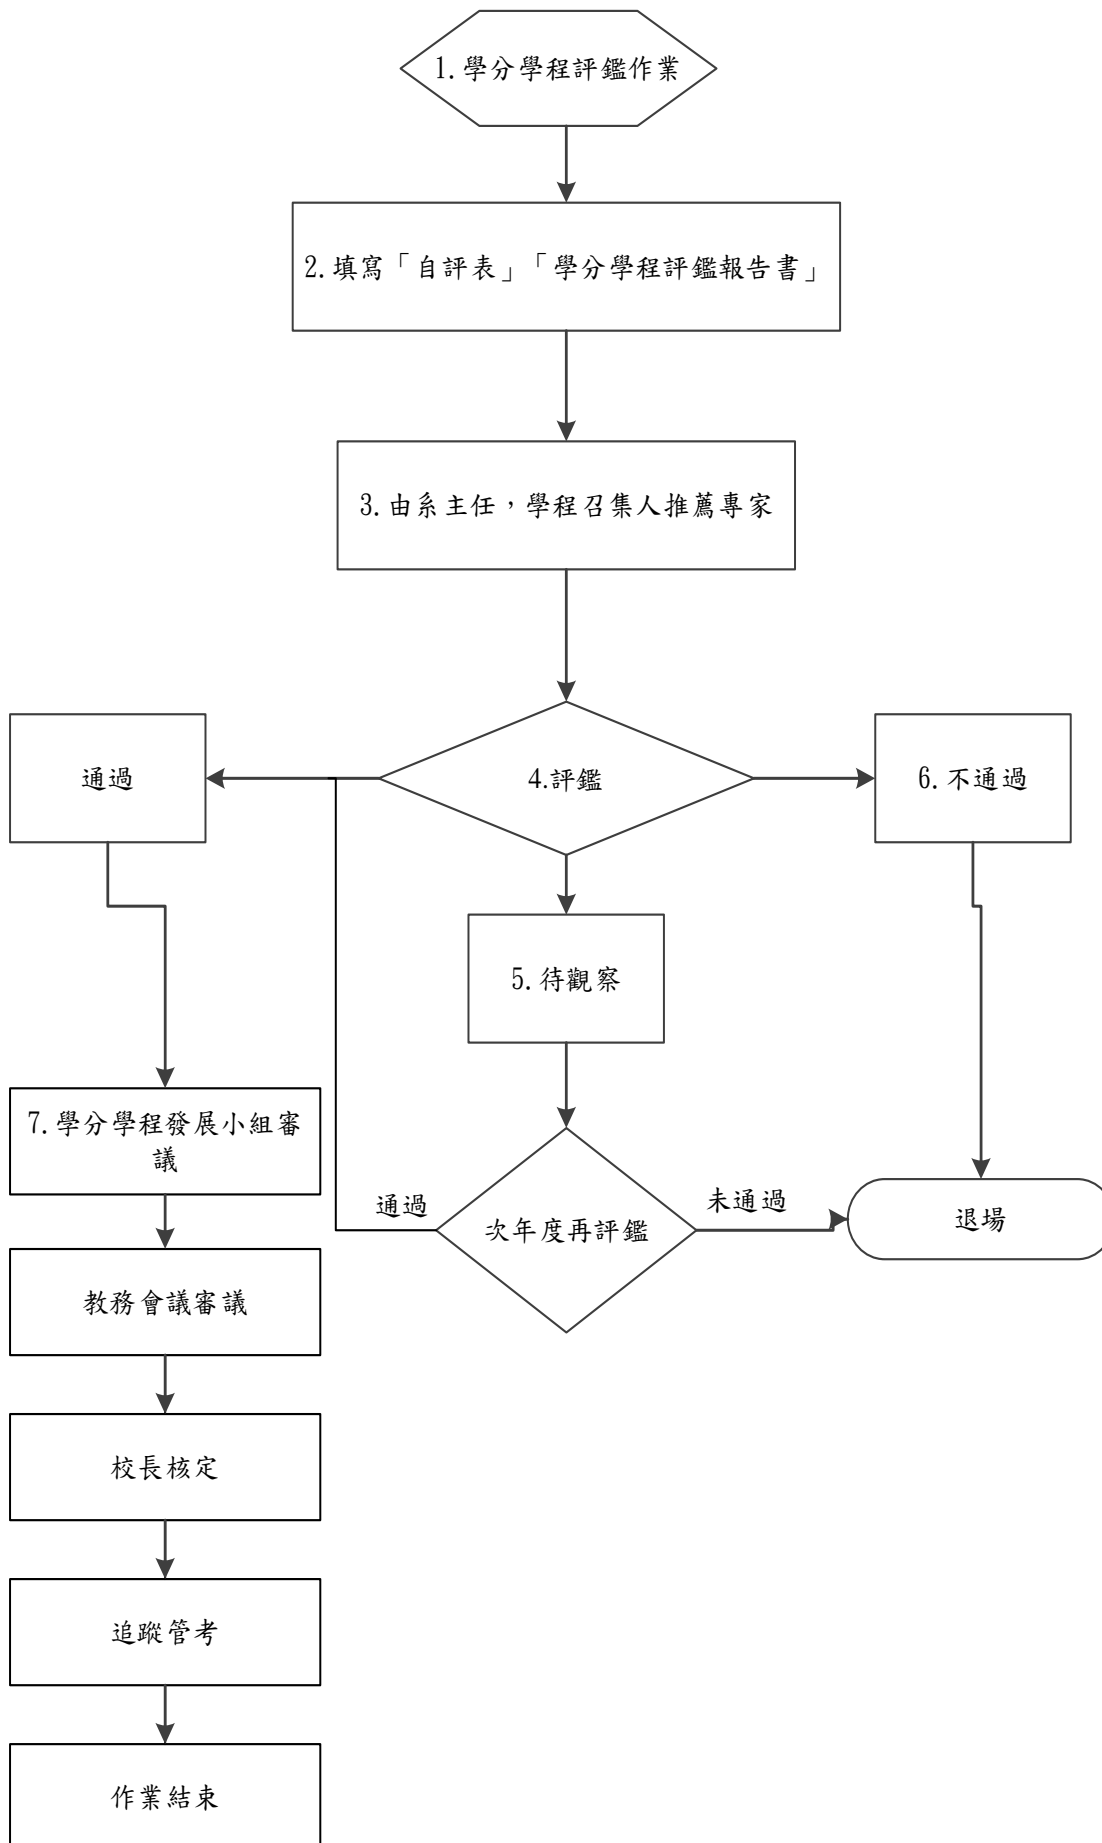 1.學分學程評鑑作業
2.填寫「自評表」「學分學程評鑑報告書」
3.由系主任，學程召集人推薦專家
通過
4.評鑑
6.不通過
5.待觀察
7.學分學程發展小組審
議
通過
次年度再評鑑
未通過
退場
教務會議審議
校長核定
追蹤管考
作業結束